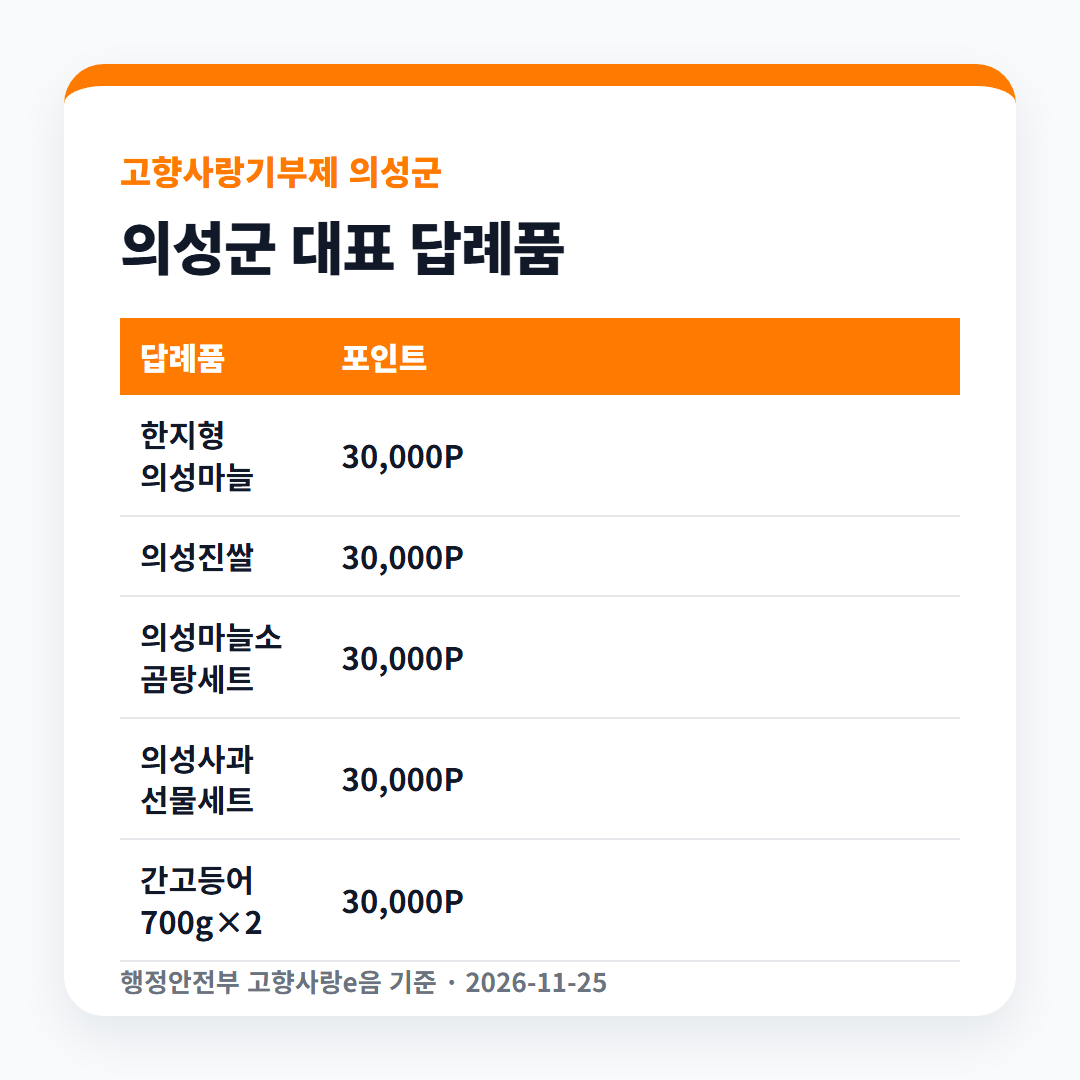 고향사랑기부제 의성군
의성군 대표 답례품
답례품 포인트
한지형
의성마늘
30,000P
의성진쌀 30,000P
의성마늘소
곰탕세트
30,000P
의성사과
선물세트
30,000P
간고등어
700g×2
30,000P
행정안전부 고향사랑e음 기준 · 2026-11-25